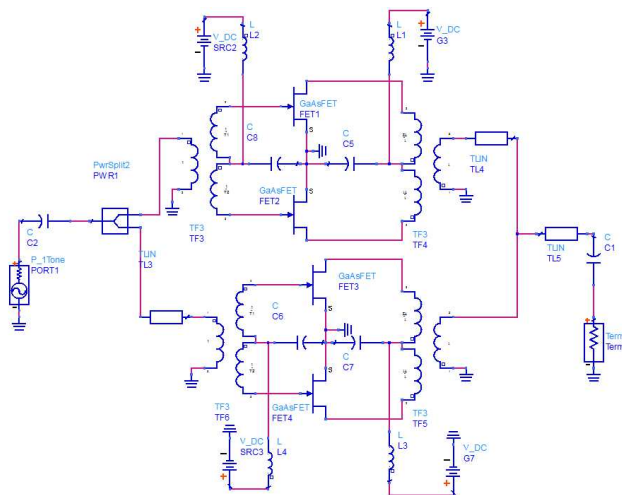 V_DC
SRC2
L
L2
L
L1
V_DC
G3
GaAsFET
FET1
C
C8
C
C5
S
S
GaAsFET
FET2
TF3
TF3
TF3
TF4
TLIN
TL4
PwrSplit2
PWR1
C
C2
P_1Tone
PORT1
TLIN
TL3
TLIN
TL5
C
C1
Term
Term
GaAsFET
FET3
C
C6
S
S
C
C7
GaAsFET
FET4
TF3
TF6
TF3
TF5
V_DC
SRC3
L
L4
L
L3
V_DC
G7